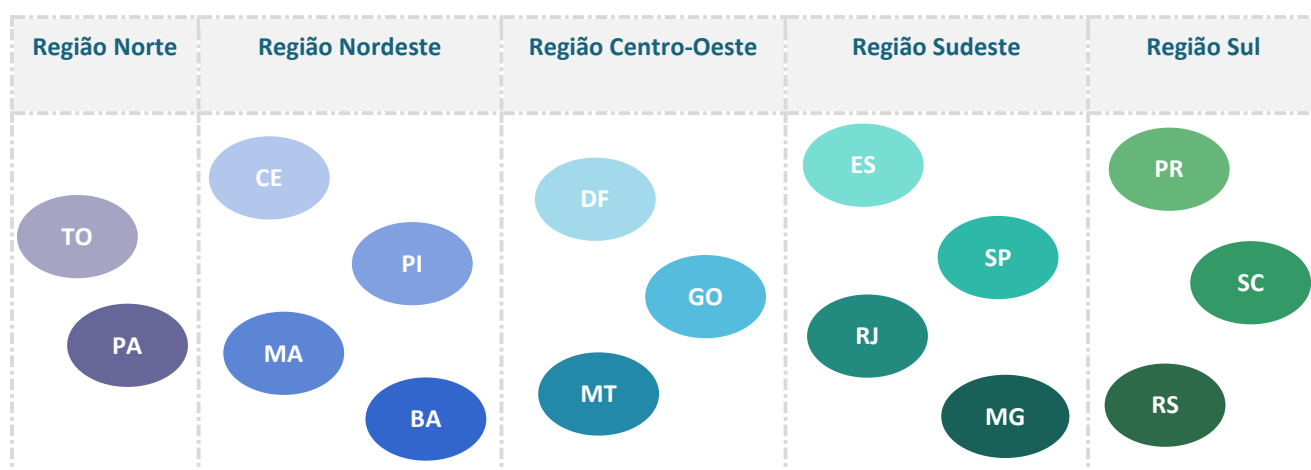 Região Norte
Região Nordeste
Região Centro-Oeste
Região Sudeste
Região Sul
TO
PA
CE
PI
MA
BA
DF
GO
MT
ES
SP
RJ
MG
PR
SC
RS